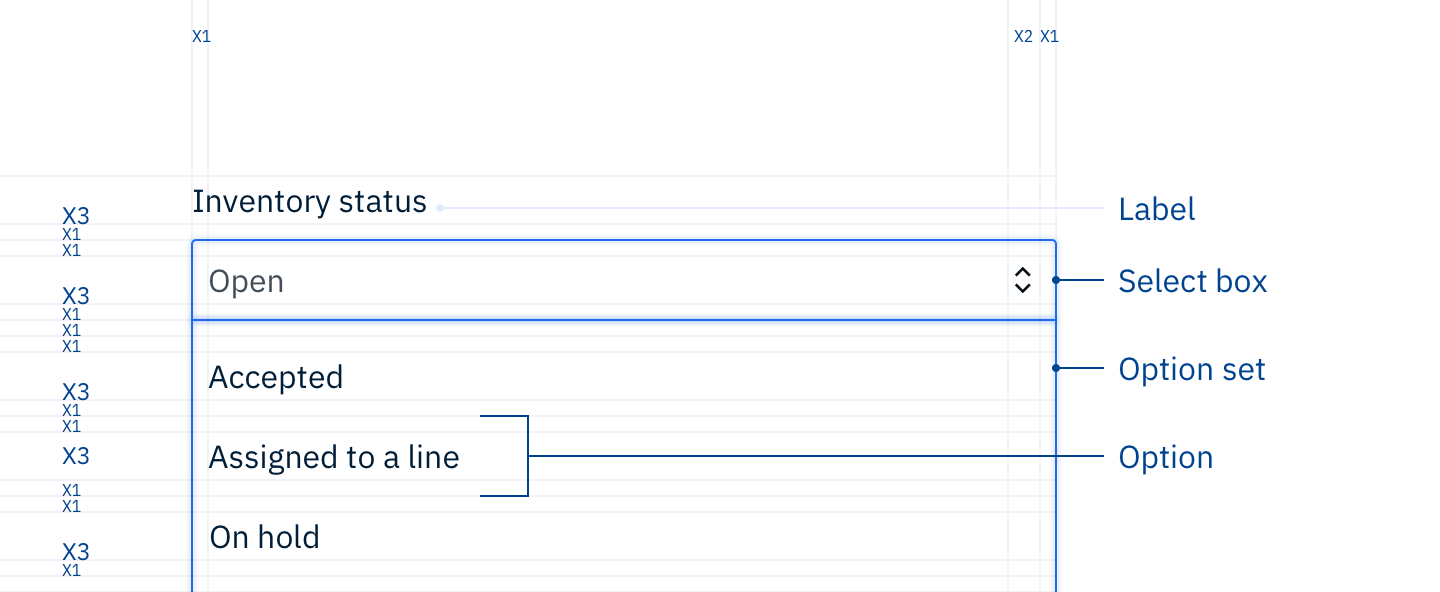 X1 X2 X1
Inventory status Label
X3
X1
X1
Open Select box
X3
X1
X1
X1
Accepted Option set
X3
X1
X1
X3 Assigned to a line Option
X1
X1
On hold
X3
X1